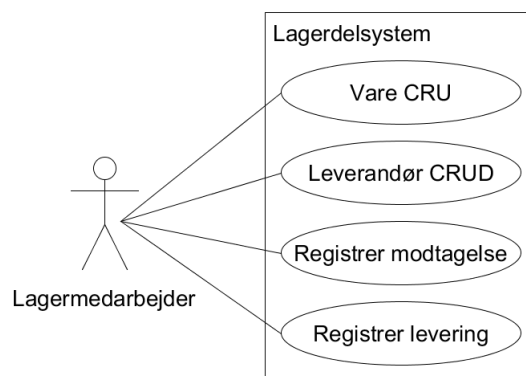 Lagerdelsystem
Vare CRU
Leverandør CRUD
Registrer modtagelse
Lagermedarbejder
Registrer levering